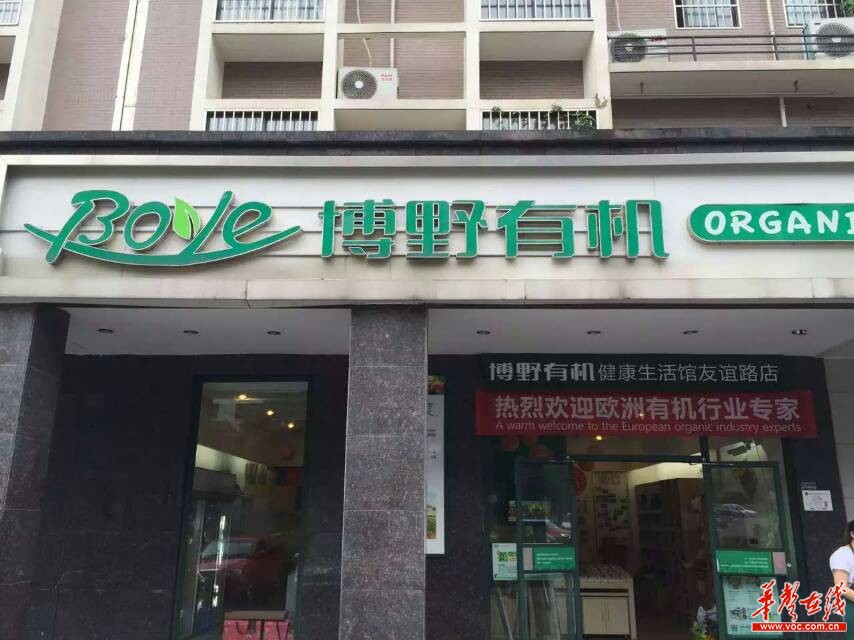 Boye 博野有机 ORGANI
博野有机健康生活馆友谊路店
热烈欢迎欧洲有机行业专家
A warm welcome to the European organic industry experts
华声在线
www.voc.com.cn